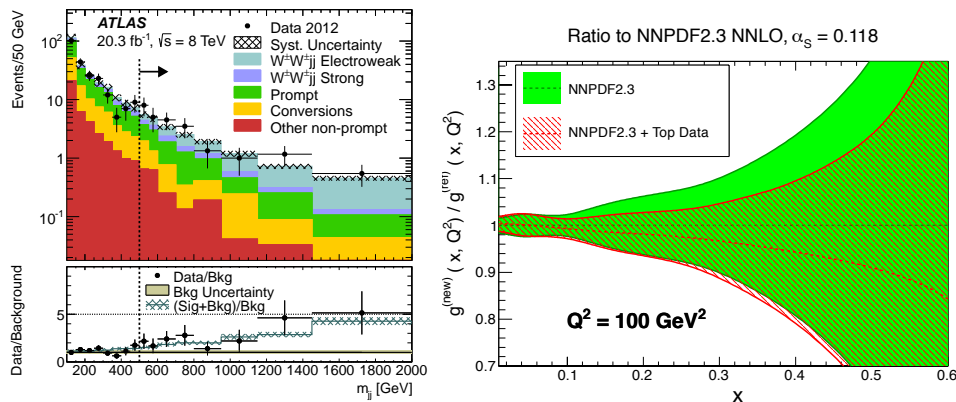 ATLAS
20.3 fb⁻¹, √s = 8 TeV
Data 2012
Syst. Uncertainty
W±W±jj Electroweak
W±W±jj Strong
Prompt
Conversions
Other non-prompt
Events/50 GeV
10²
10
1
10⁻¹
Data/Bkg
Bkg Uncertainty
(Sig+Bkg)/Bkg
Data/Background
5
0
200 400 600 800 1000 1200 1400 1600 1800 2000
m_jj [GeV]
Ratio to NNPDF2.3 NNLO, α_S = 0.118
NNPDF2.3
NNPDF2.3 + Top Data
g^(new) ( x, Q²) / g^(ref) ( x, Q²)
1.3
1.2
1.1
1
0.9
0.8
0.7
Q² = 100 GeV²
0.1 0.2 0.3 0.4 0.5 0.6
x